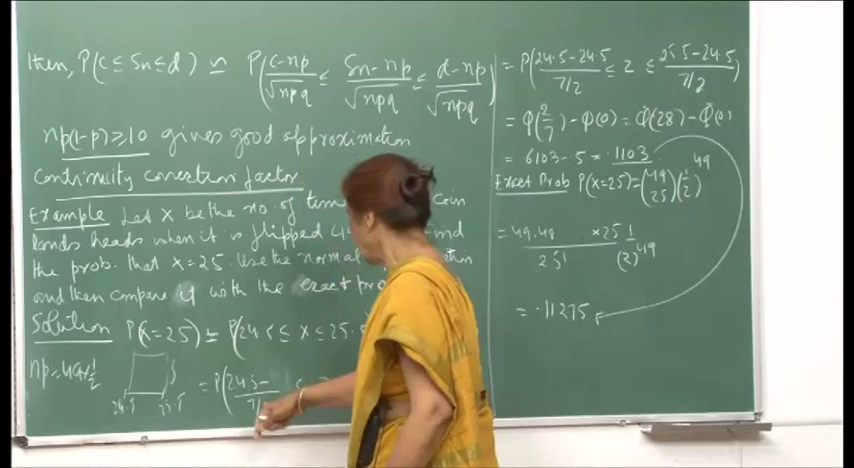 then, P(c ≤ Sn ≤ d) ≃ P(c-np/√npq ≤ Sn-np/√npq ≤ d-np/√npq)
np(1-p) ≥ 10 gives good approximation
Continuity correction factor
Example Let X be the no. of coin
lands heads when it is flipped 4
the prob. that X=25. Use the normal
and then compare it with the exact
Solution P(X=25) ≃ P(24.5 ≤ X ≤ 25.
np = 49×1/2
24.5 25.5
= P(24.5-
= P(24.5-24.5/7/2 ≤ Z ≤ 25.5-24.5/7/2)
= φ(2/7) - φ(0) = φ(.28) - φ(0)
= .6103-.5 = .1103
Exact Prob P(X=25) = (49 25)(1/2)49
= 49.48 ×25/25! 1/(2)49
= .11275